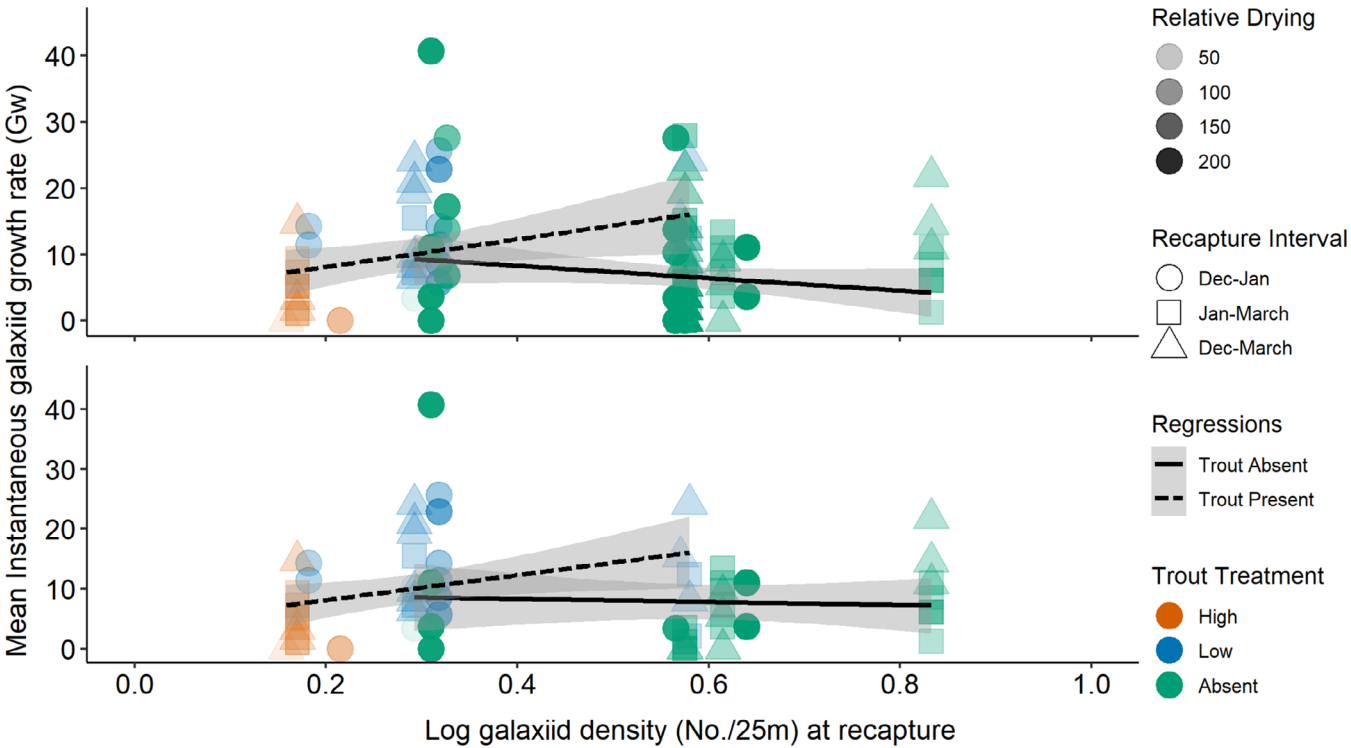 Mean Instantaneous galaxiid growth rate (Gw)
40
30
20
10
0
40
30
20
10
0
0.0 0.2 0.4 0.6 0.8 1.0
Log galaxiid density (No./25m) at recapture
Relative Drying
50
100
150
200
Recapture Interval
Dec-Jan
Jan-March
Dec-March
Regressions
Trout Absent
Trout Present
Trout Treatment
High
Low
Absent